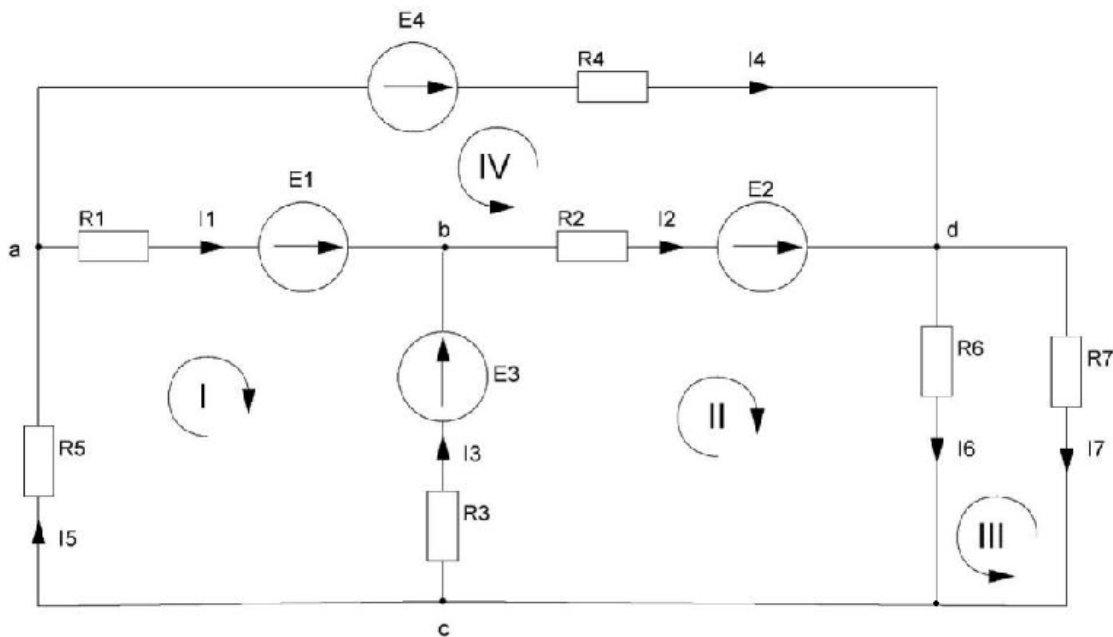 E4
R4 I4
IV
E1 E2
R1 I1 b R2 I2 d
a
R6 R7
E3
I II
R5
I3 I6 I7
R3
I5 III
c